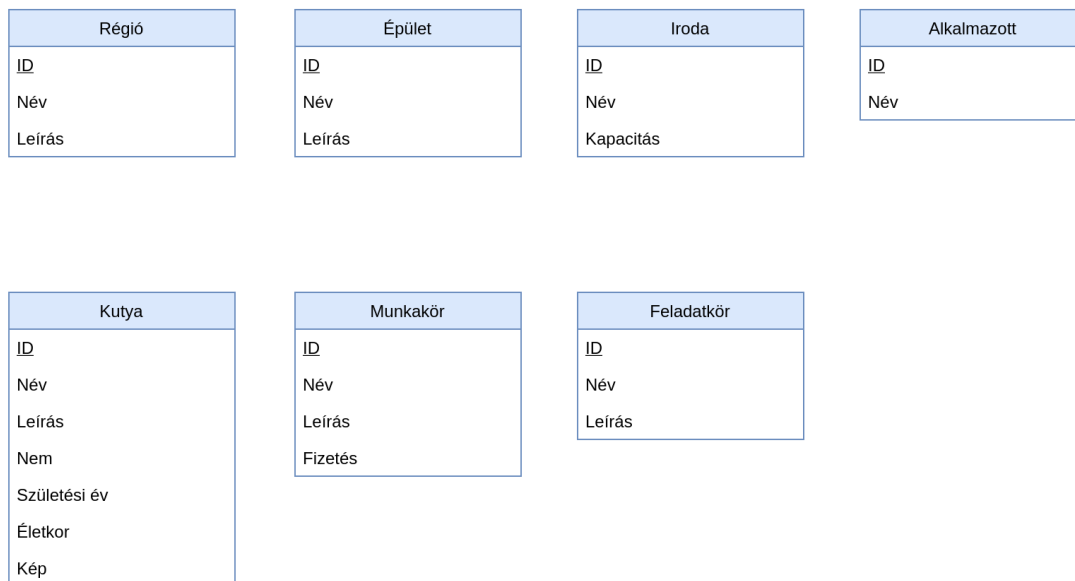 Régió
ID
Név
Leírás
Épület
ID
Név
Leírás
Iroda
ID
Név
Kapacitás
Alkalmazott
ID
Név
Kutya
ID
Név
Leírás
Nem
Születési év
Életkor
Kép
Munkakör
ID
Név
Leírás
Fizetés
Feladatkör
ID
Név
Leírás